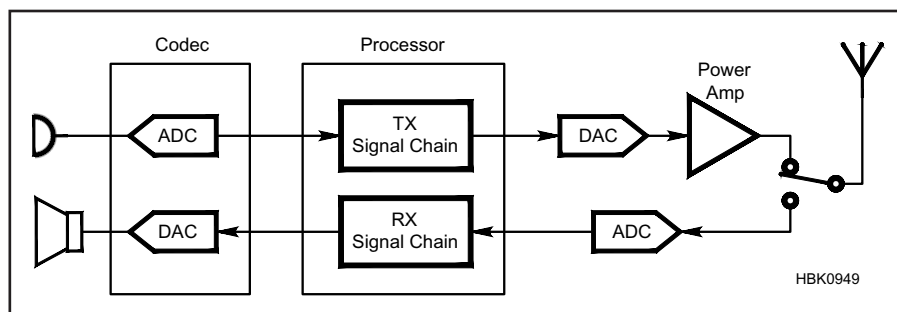 Codec
Processor
Power
Amp
ADC
TX
Signal Chain
DAC
DAC
RX
Signal Chain
ADC
HBK0949